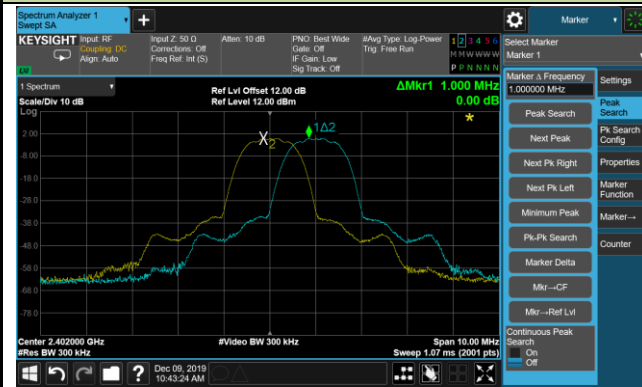 Spectrum Analyzer 1
Swept SA
Marker
KEYSIGHT
Input: RF
Coupling: DC
Align: Auto
Input Z: 50 Ω
Corrections: Off
Freq Ref: Int (S)
Atten: 10 dB
PNO: Best Wide
Gate: Off
IF Gain: Low
Sig Track: Off
#Avg Type: Log-Power
Trig: Free Run
1 2 3 4 5 6
M M W W W W
P P N N N N
Select Marker
Marker 1
1 Spectrum
Scale/Div 10 dB
Log
Ref Lvl Offset 12.00 dB
Ref Level 12.00 dBm
ΔMkr1 1.000 MHz
0.00 dB
2.00
-8.00
-18.0
-28.0
-38.0
-48.0
-58.0
-68.0
-78.0
X2
1Δ2
Center 2.402000 GHz
#Res BW 300 kHz
#Video BW 300 kHz
Span 10.00 MHz
Sweep 1.07 ms (2001 pts)
Marker Δ Frequency
1.000000 MHz
Peak Search
Next Peak
Next Pk Right
Next Pk Left
Minimum Peak
Pk-Pk Search
Marker Delta
Mkr→CF
Mkr→Ref Lvl
Continuous Peak
Search
On
Off
Settings
Peak
Search
Pk Search
Config
Properties
Marker
Function
Marker→
Counter
Dec 09, 2019
10:43:24 AM